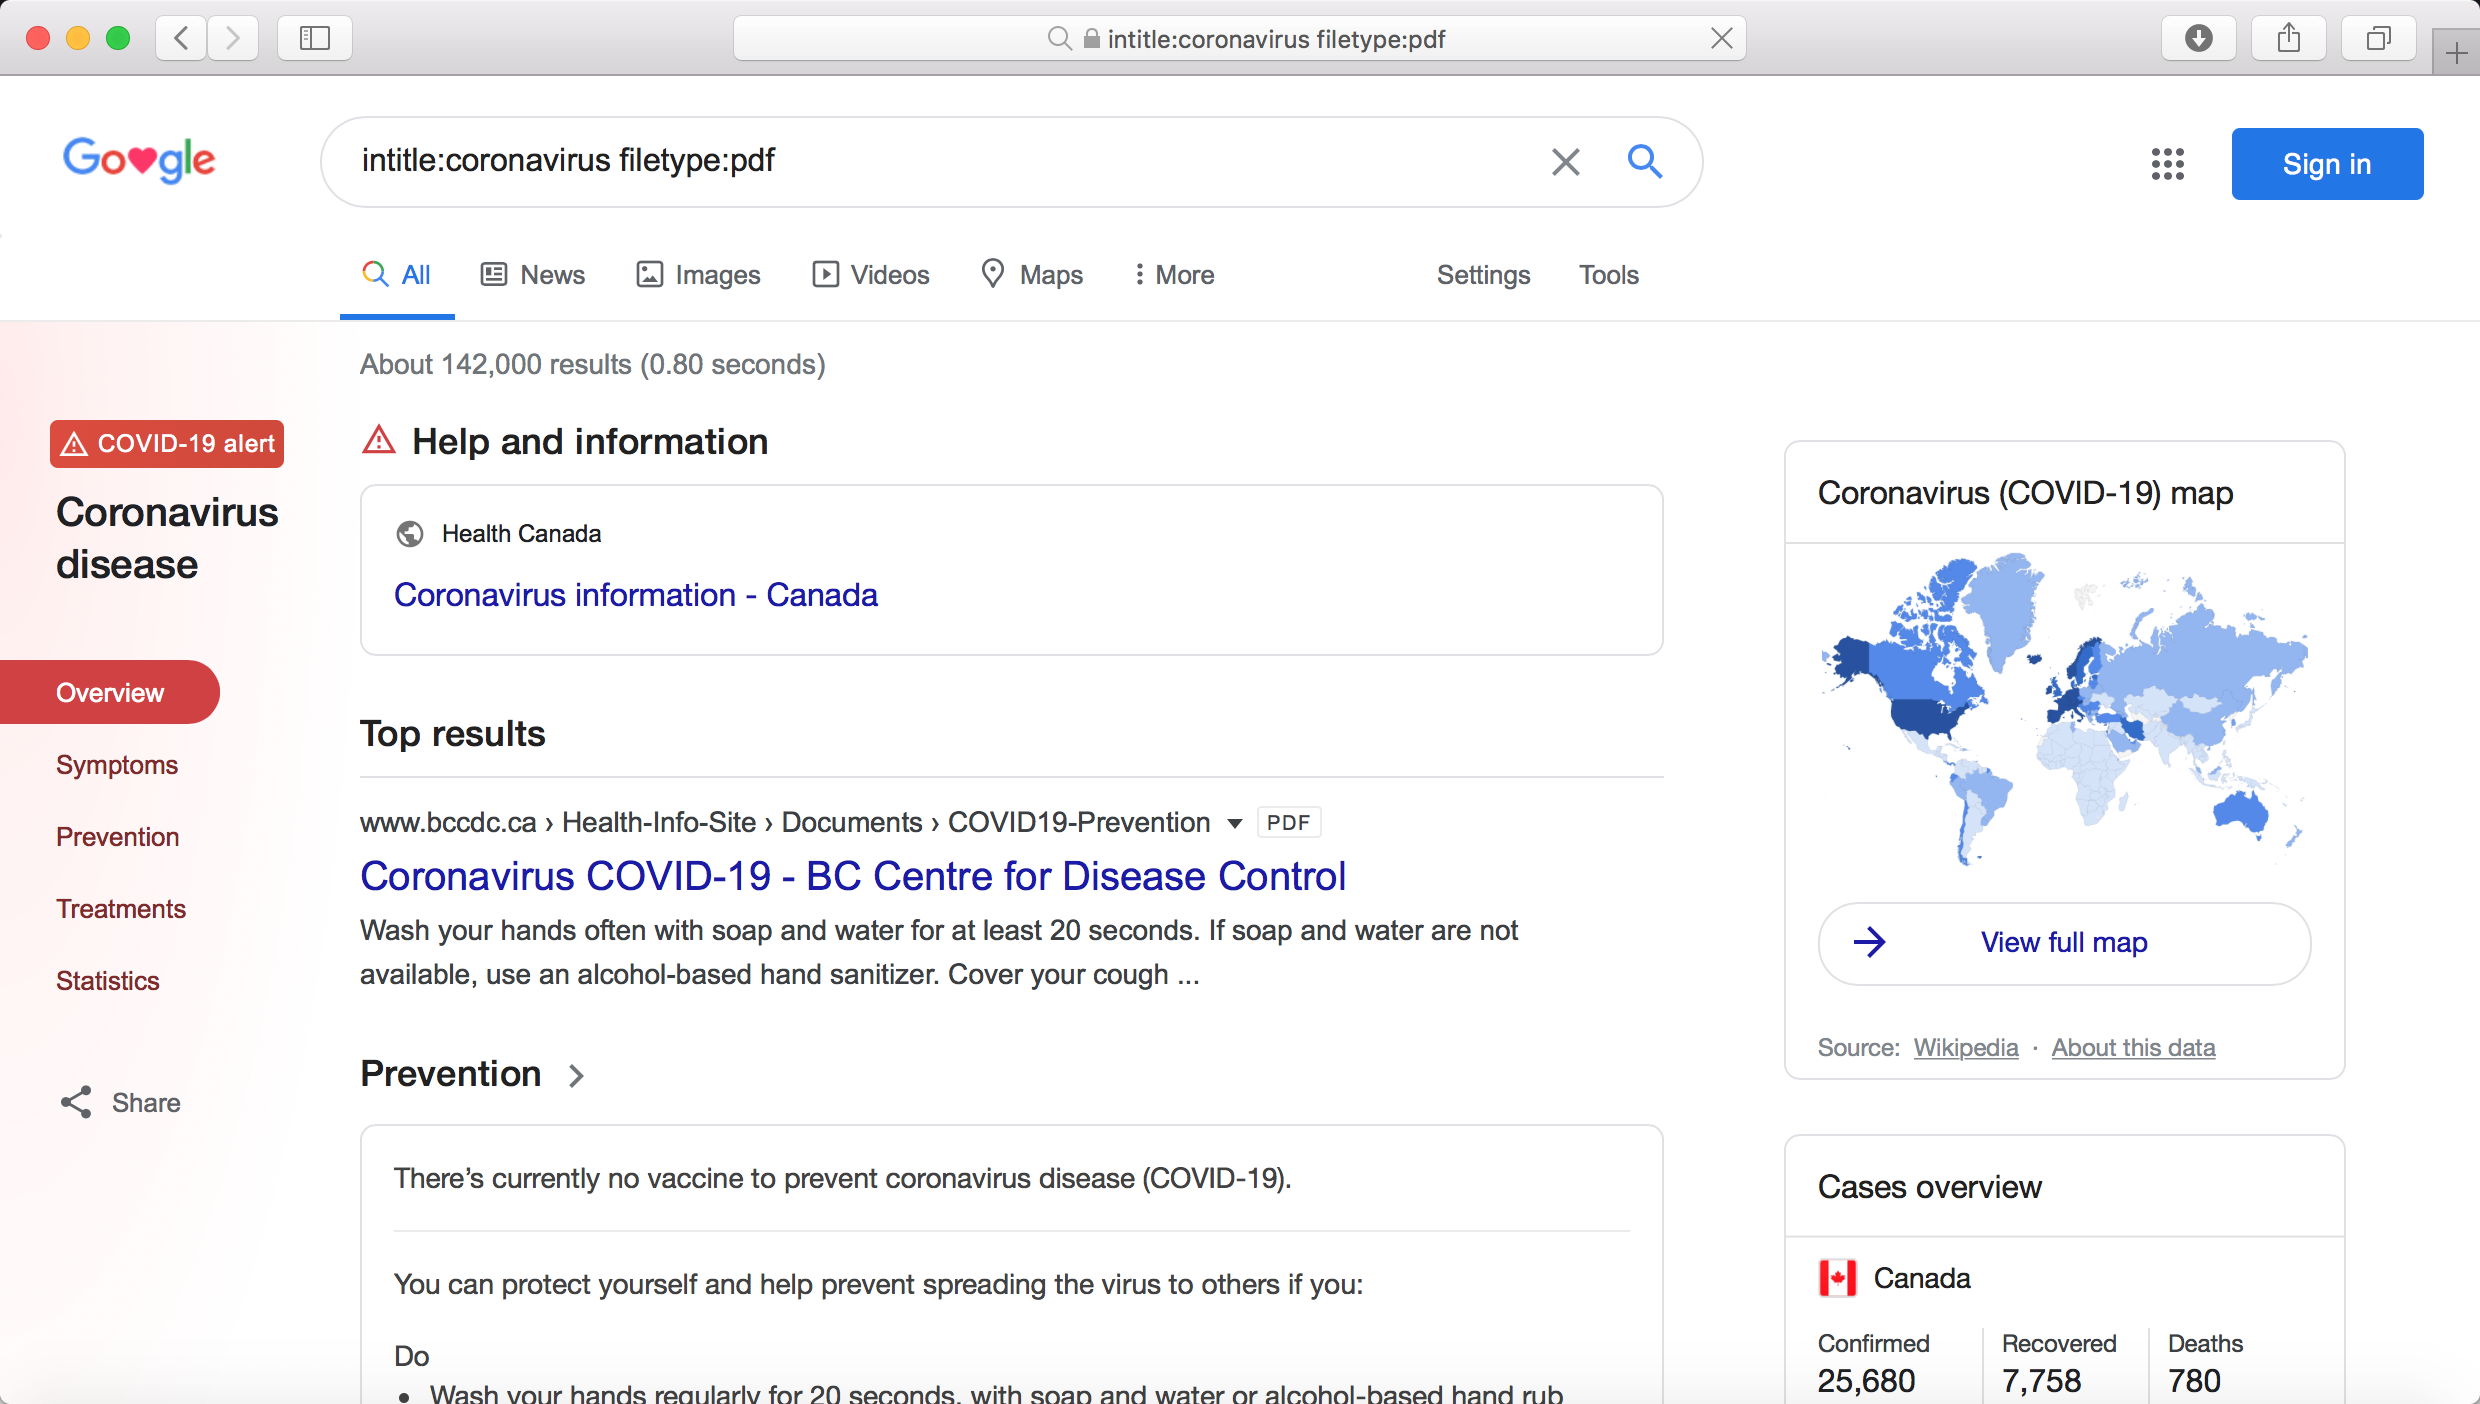 intitle:coronavirus filetype:pdf
Google
intitle:coronavirus filetype:pdf
Sign in
All
News
Images
Videos
Maps
More
Settings
Tools
About 142,000 results (0.80 seconds)
COVID-19 alert
Coronavirus
disease
Overview
Symptoms
Prevention
Treatments
Statistics
Share
Help and information
Health Canada
Coronavirus information - Canada
Top results
www.bccdc.ca › Health-Info-Site › Documents › COVID19-Prevention PDF
Coronavirus COVID-19 - BC Centre for Disease Control
Wash your hands often with soap and water for at least 20 seconds. If soap and water are not
available, use an alcohol-based hand sanitizer. Cover your cough ...
Prevention
There’s currently no vaccine to prevent coronavirus disease (COVID-19).
You can protect yourself and help prevent spreading the virus to others if you:
Do
• Wash your hands regularly for 20 seconds, with soap and water or alcohol-based hand rub
Coronavirus (COVID-19) map
View full map
Source: Wikipedia · About this data
Cases overview
Canada
Confirmed
25,680
Recovered
7,758
Deaths
780